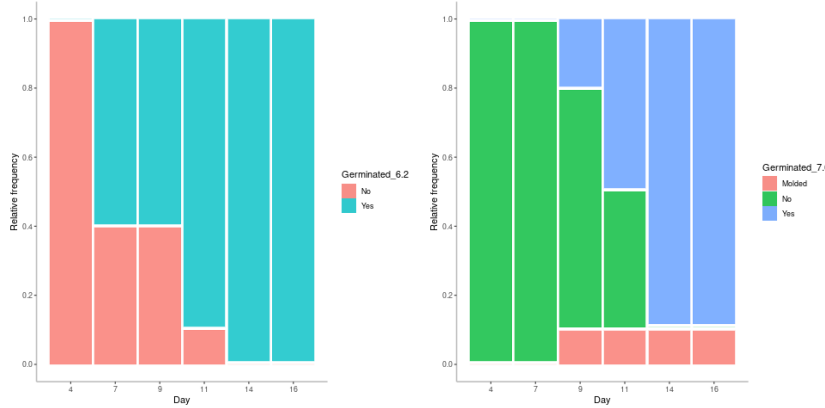 1.0
0.8
0.6
0.4
0.2
0.0
Relative frequency
4 7 9 11 14 16
Day
Germinated_6.2
No
Yes
1.0
0.8
0.6
0.4
0.2
0.0
Relative frequency
4 7 9 11 14 16
Day
Germinated_7.
Molded
No
Yes